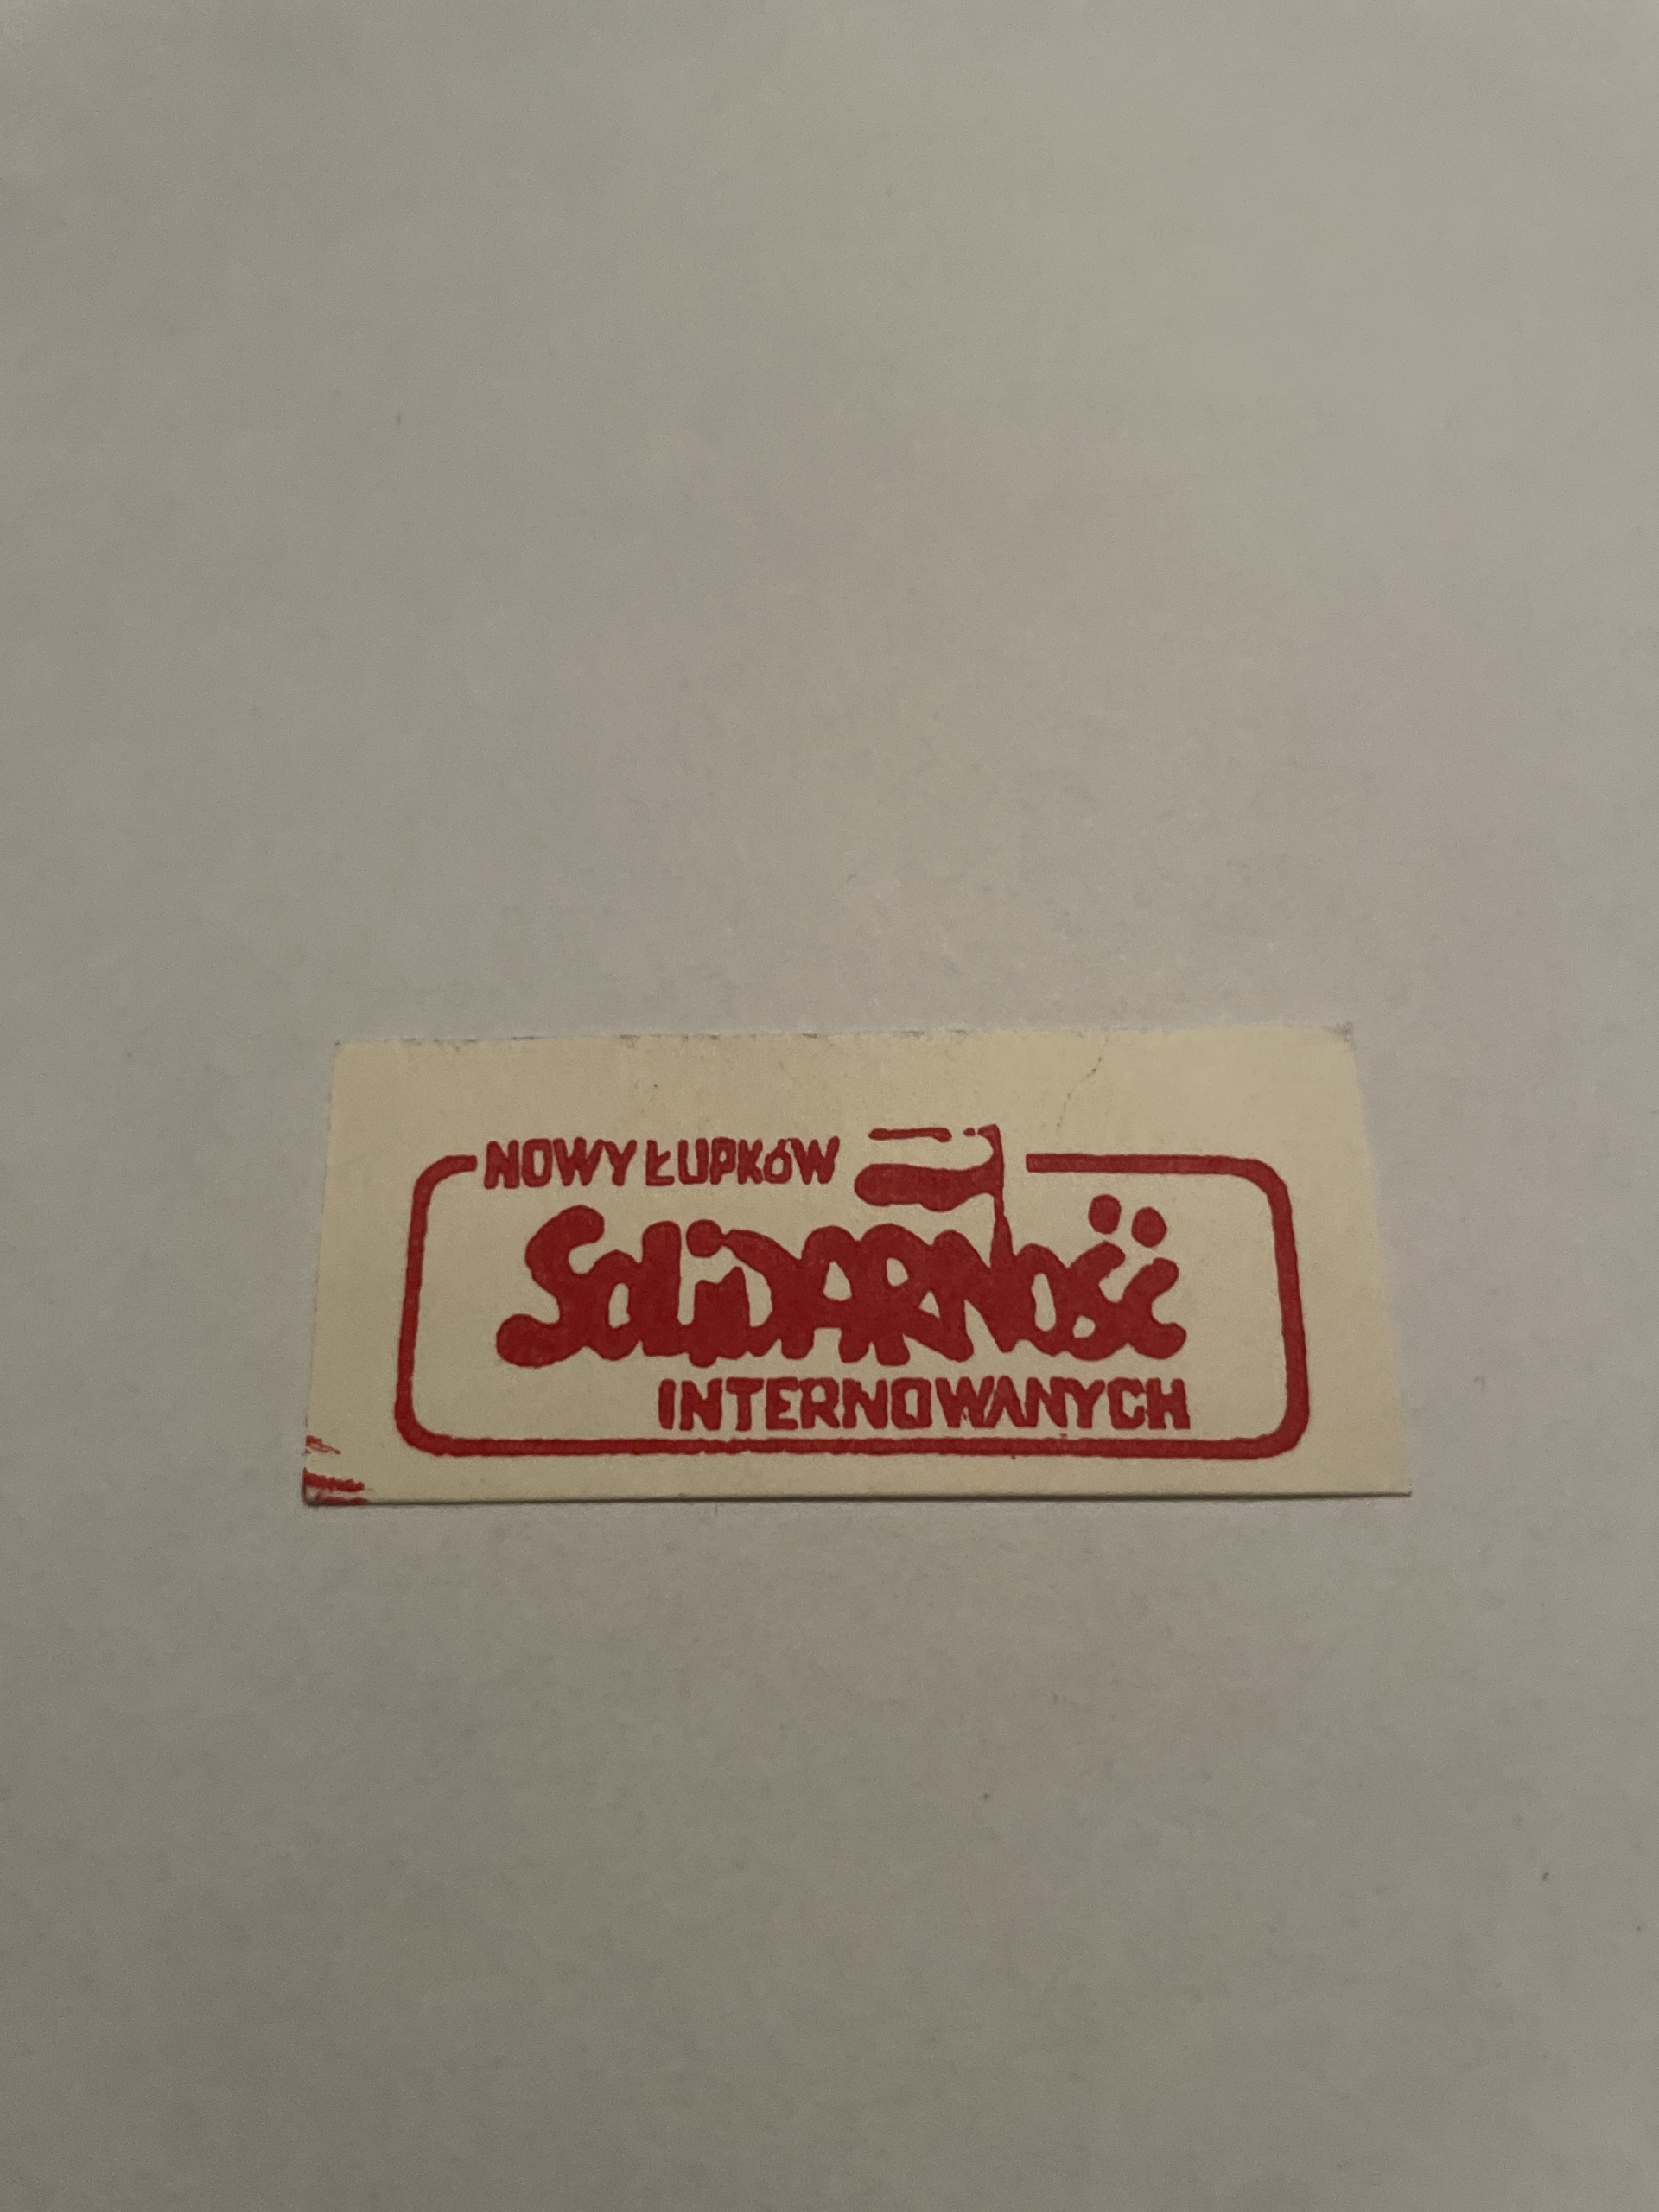 NOWY ŁUPKóW
SoliDARNość
INTERNOWANYCH